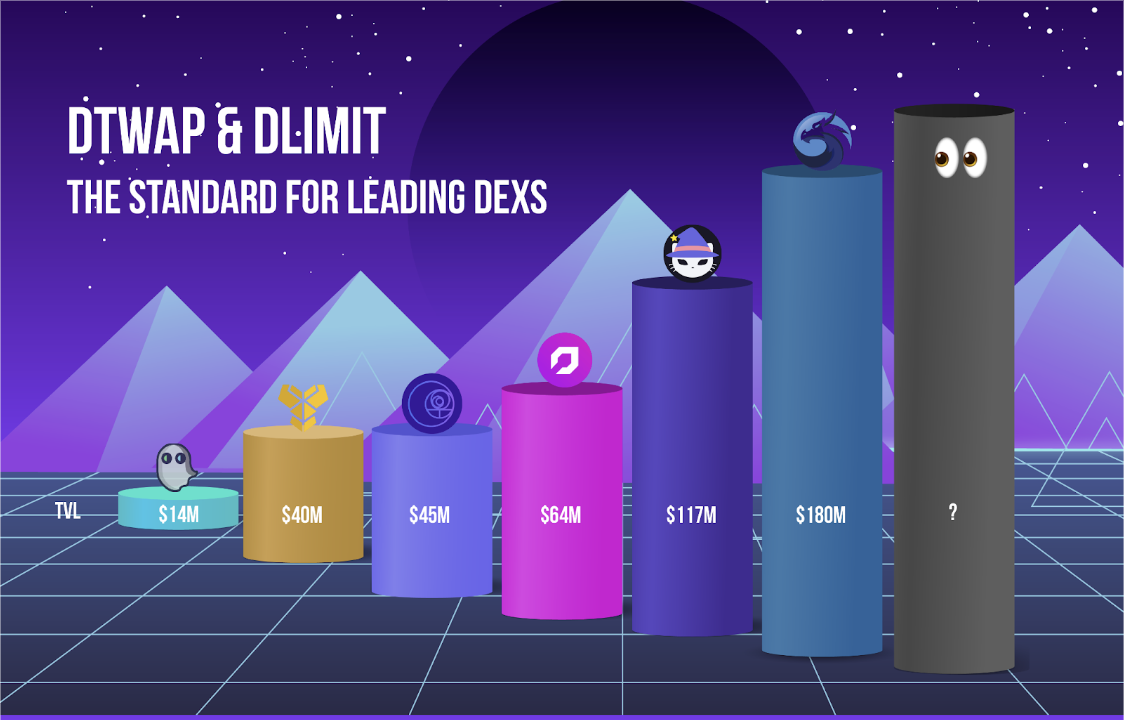 DTWAP & DLIMIT
THE STANDARD FOR LEADING DEXS
TVL
$14M
$40M
$45M
$64M
$117M
$180M
?